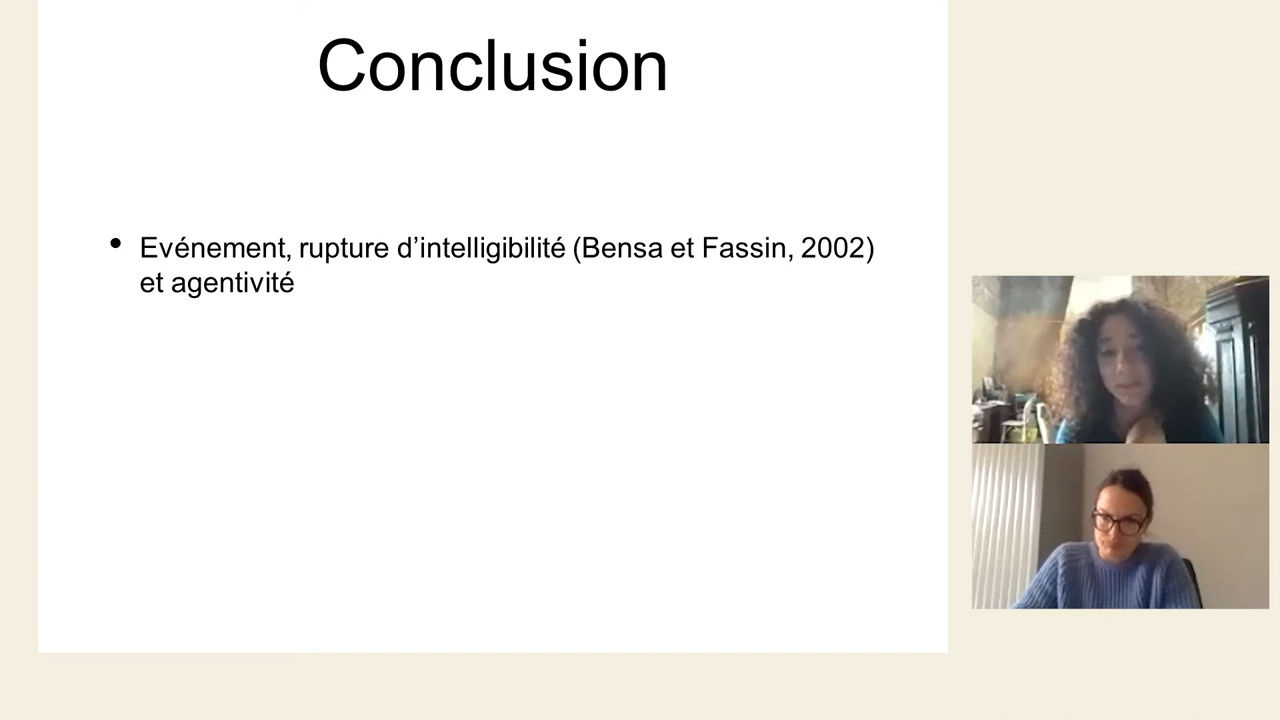 Conclusion
• Evénement, rupture d’intelligibilité (Bensa et Fassin, 2002)
et agentivité